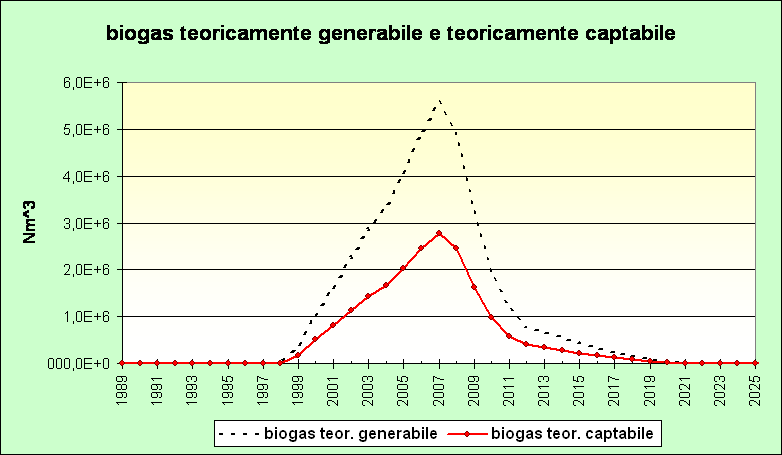 biogas teoricamente generabile e teoricamente captabile
Nm^3
6,0E+6
5,0E+6
4,0E+6
3,0E+6
2,0E+6
1,0E+6
000,0E+0
1989
1991
1993
1995
1997
1999
2001
2003
2005
2007
2009
2011
2013
2015
2017
2019
2021
2023
2025
biogas teor. generabile
biogas teor. captabile